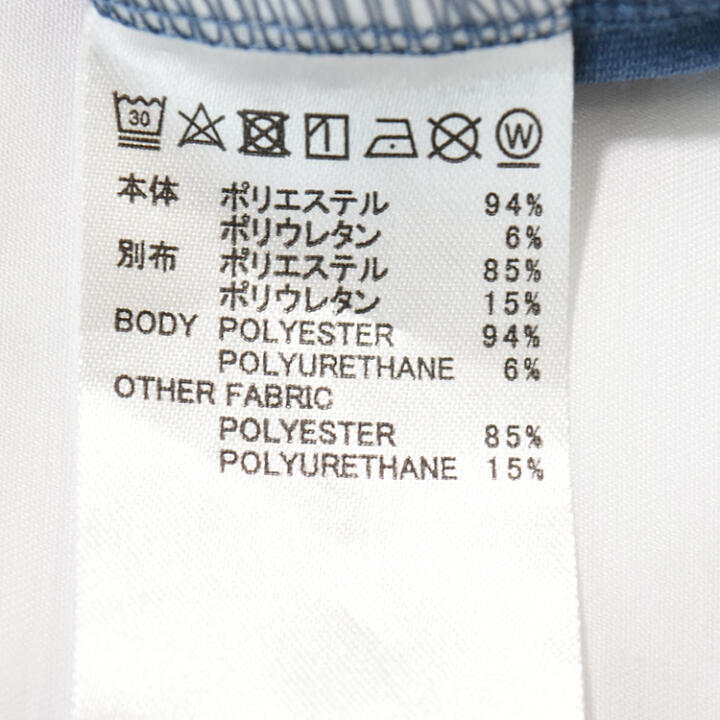 30 W
本体 ポリエステル 94%
ポリウレタン 6%
別布 ポリエステル 85%
ポリウレタン 15%
BODY POLYESTER 94%
POLYURETHANE 6%
OTHER FABRIC
POLYESTER 85%
POLYURETHANE 15%